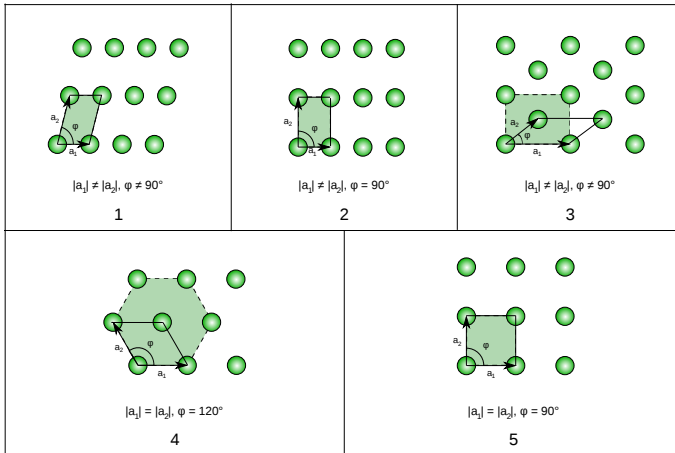 a₂
φ
a₁
|a₁| ≠ |a₂|, φ ≠ 90°
1
a₂
φ
a₁
|a₁| ≠ |a₂|, φ = 90°
2
a₂
φ
a₁
|a₁| ≠ |a₂|, φ ≠ 90°
3
a₂
φ
a₁
|a₁| = |a₂|, φ = 120°
4
a₂
φ
a₁
|a₁| = |a₂|, φ = 90°
5